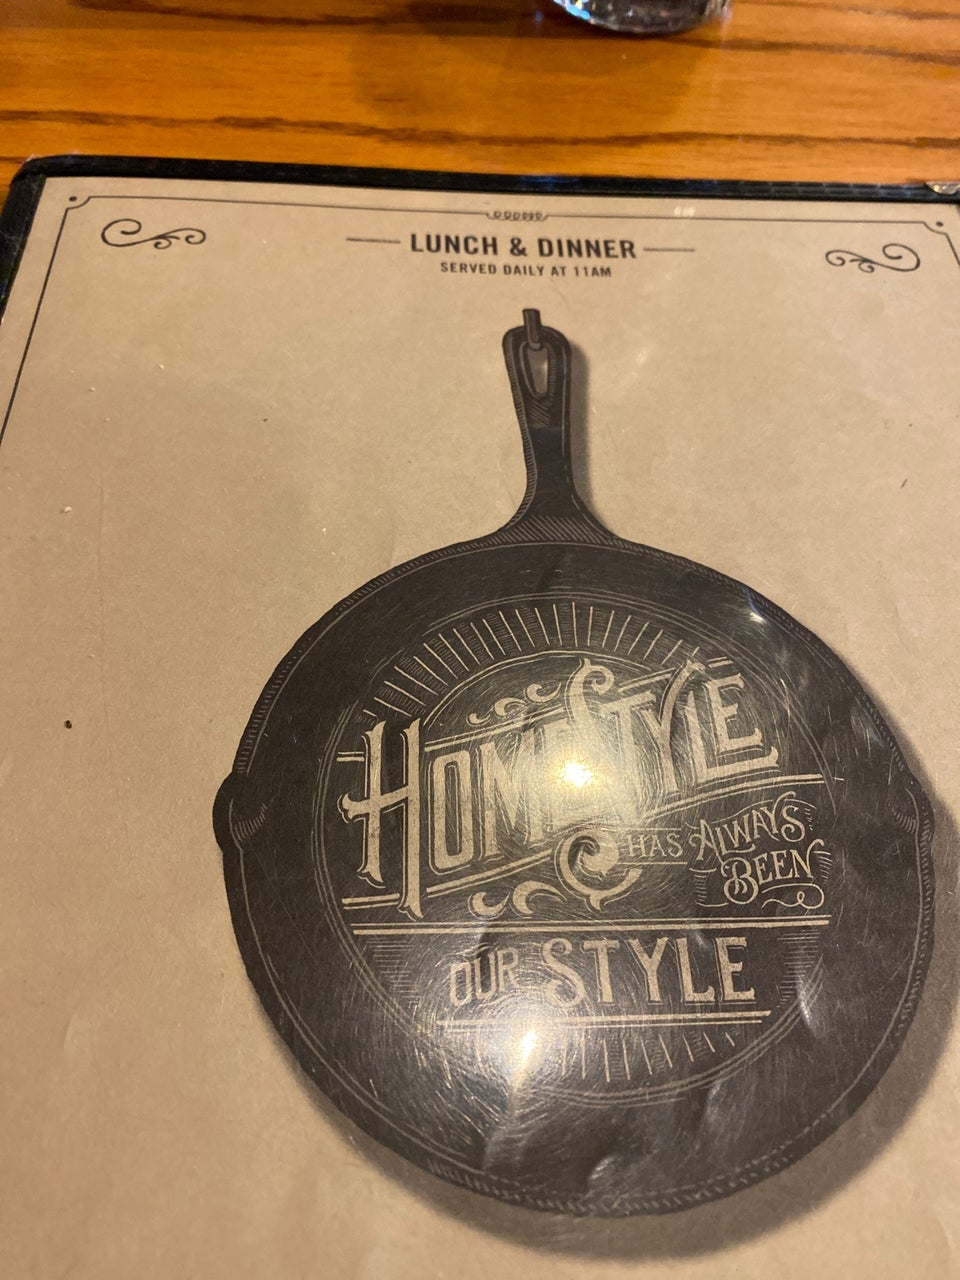 LUNCH & DINNER
SERVED DAILY AT 11AM
HOMESTYLE
HAS ALWAYS
BEEN
OUR STYLE